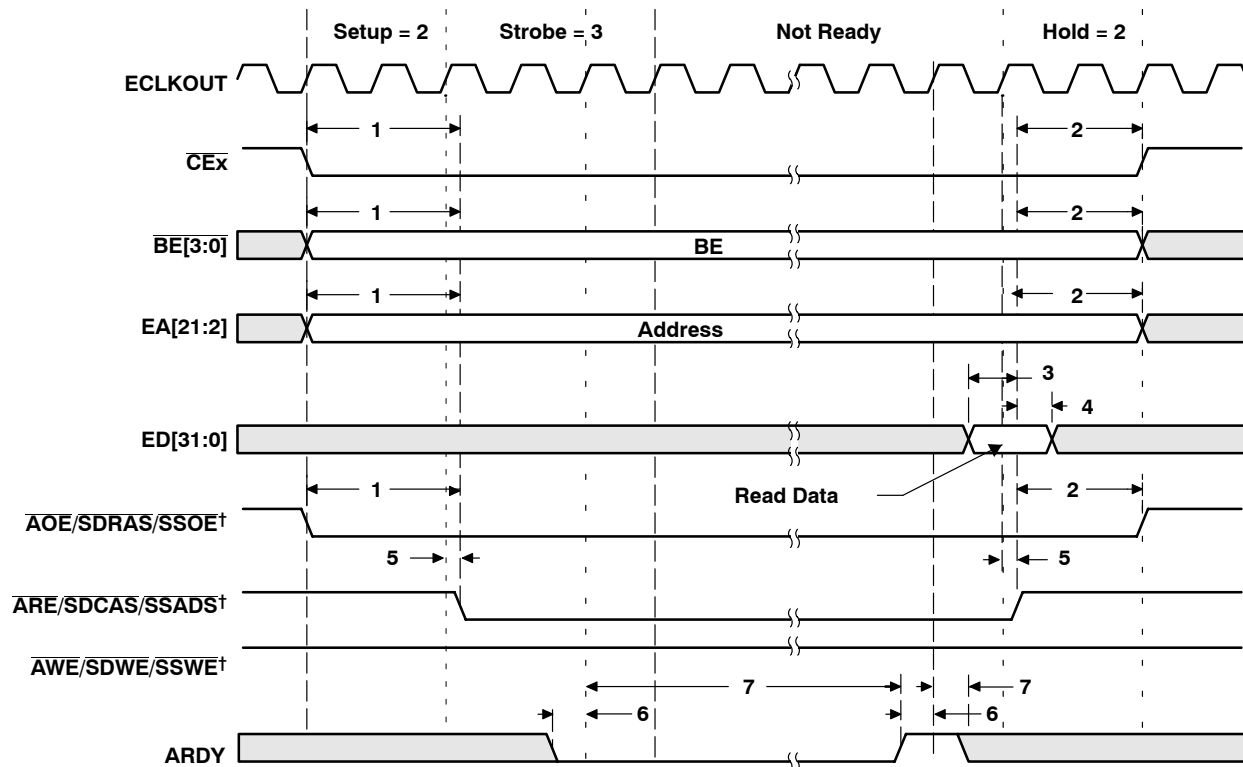 Setup = 2 Strobe = 3 Not Ready Hold = 2
ECLKOUT
1 2
CEx
1 2
BE[3:0] BE
1 2
EA[21:2] Address
3
4
ED[31:0]
Read Data
1 2
AOE/SDRAS/SSOE†
5 5
ARE/SDCAS/SSADS†
AWE/SDWE/SSWE†
7 7
6 6
ARDY